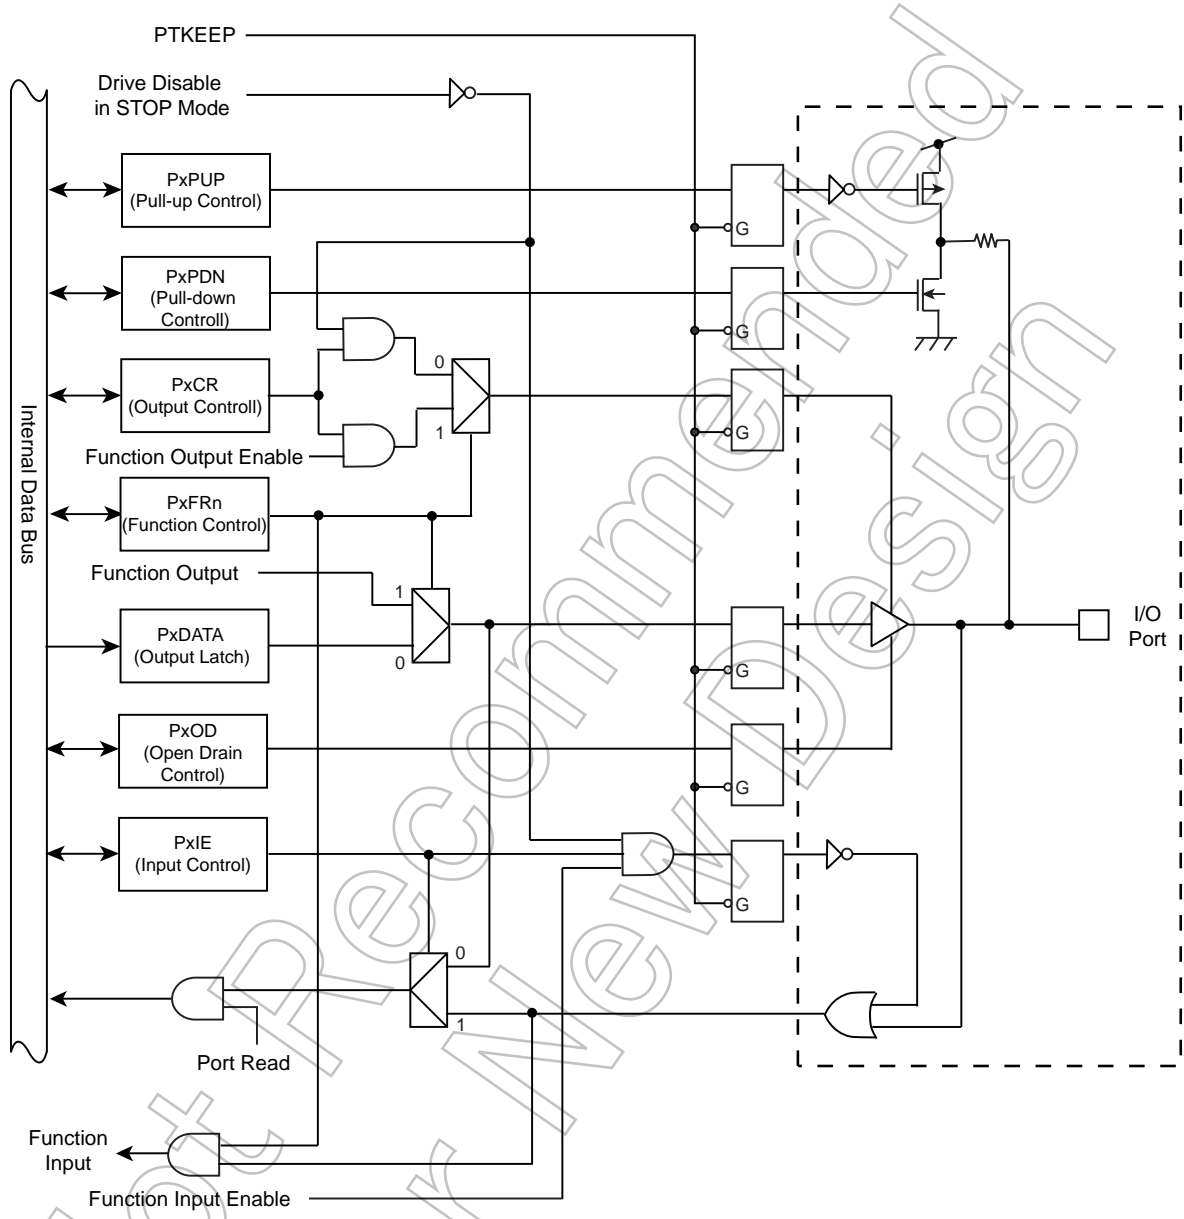 PTKEEP
Drive Disable
in STOP Mode
PxPUP
(Pull-up Control)
G
PxPDN
(Pull-down
Controll)
G
0
PxCR
(Output Controll)
1
G
Function Output Enable
Internal Data Bus
PxFRn
(Function Control)
Function Output
1
PxDATA
(Output Latch)
0
G
I/O
Port
PxOD
(Open Drain
Control)
G
PxIE
(Input Control)
G
0
1
Port Read
Function
Input
Function Input Enable
Not Recommended
r New Design